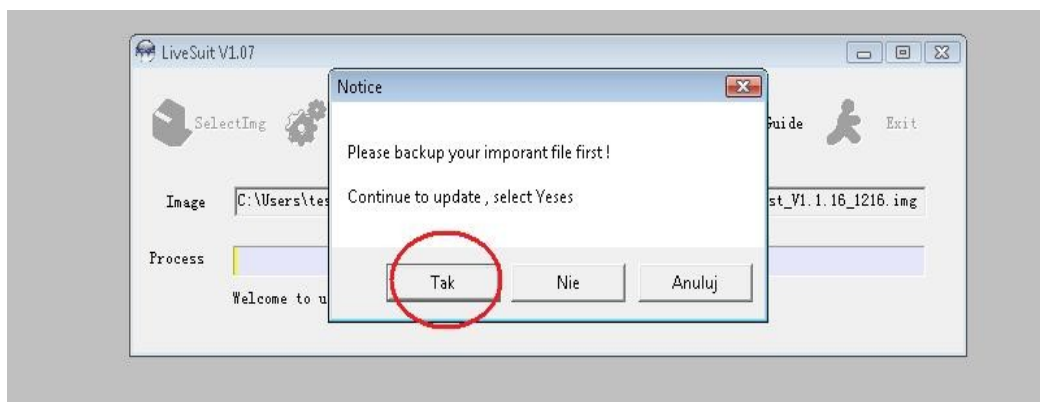 LiveSuit V1.07
Notice
SelectImg
Guide
Exit
Please backup your imporant file first !
Continue to update , select Yeses
Image
C:\Users\tes
st_V1.1.16_1216.img
Process
Tak
Nie
Anuluj
Welcome to u